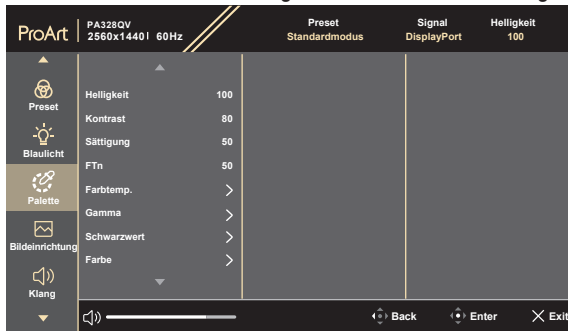 ProArt
PA328QV
2560x1440 60Hz
Preset
Standardmodus
Signal
DisplayPort
Helligkeit
100
Preset
Blaulicht
Palette
Bildeinrichtung
Klang
Helligkeit 100
Kontrast 80
Sättigung 50
FTn 50
Farbtemp.
Gamma
Schwarzwert
Farbe
Back
Enter
Exit